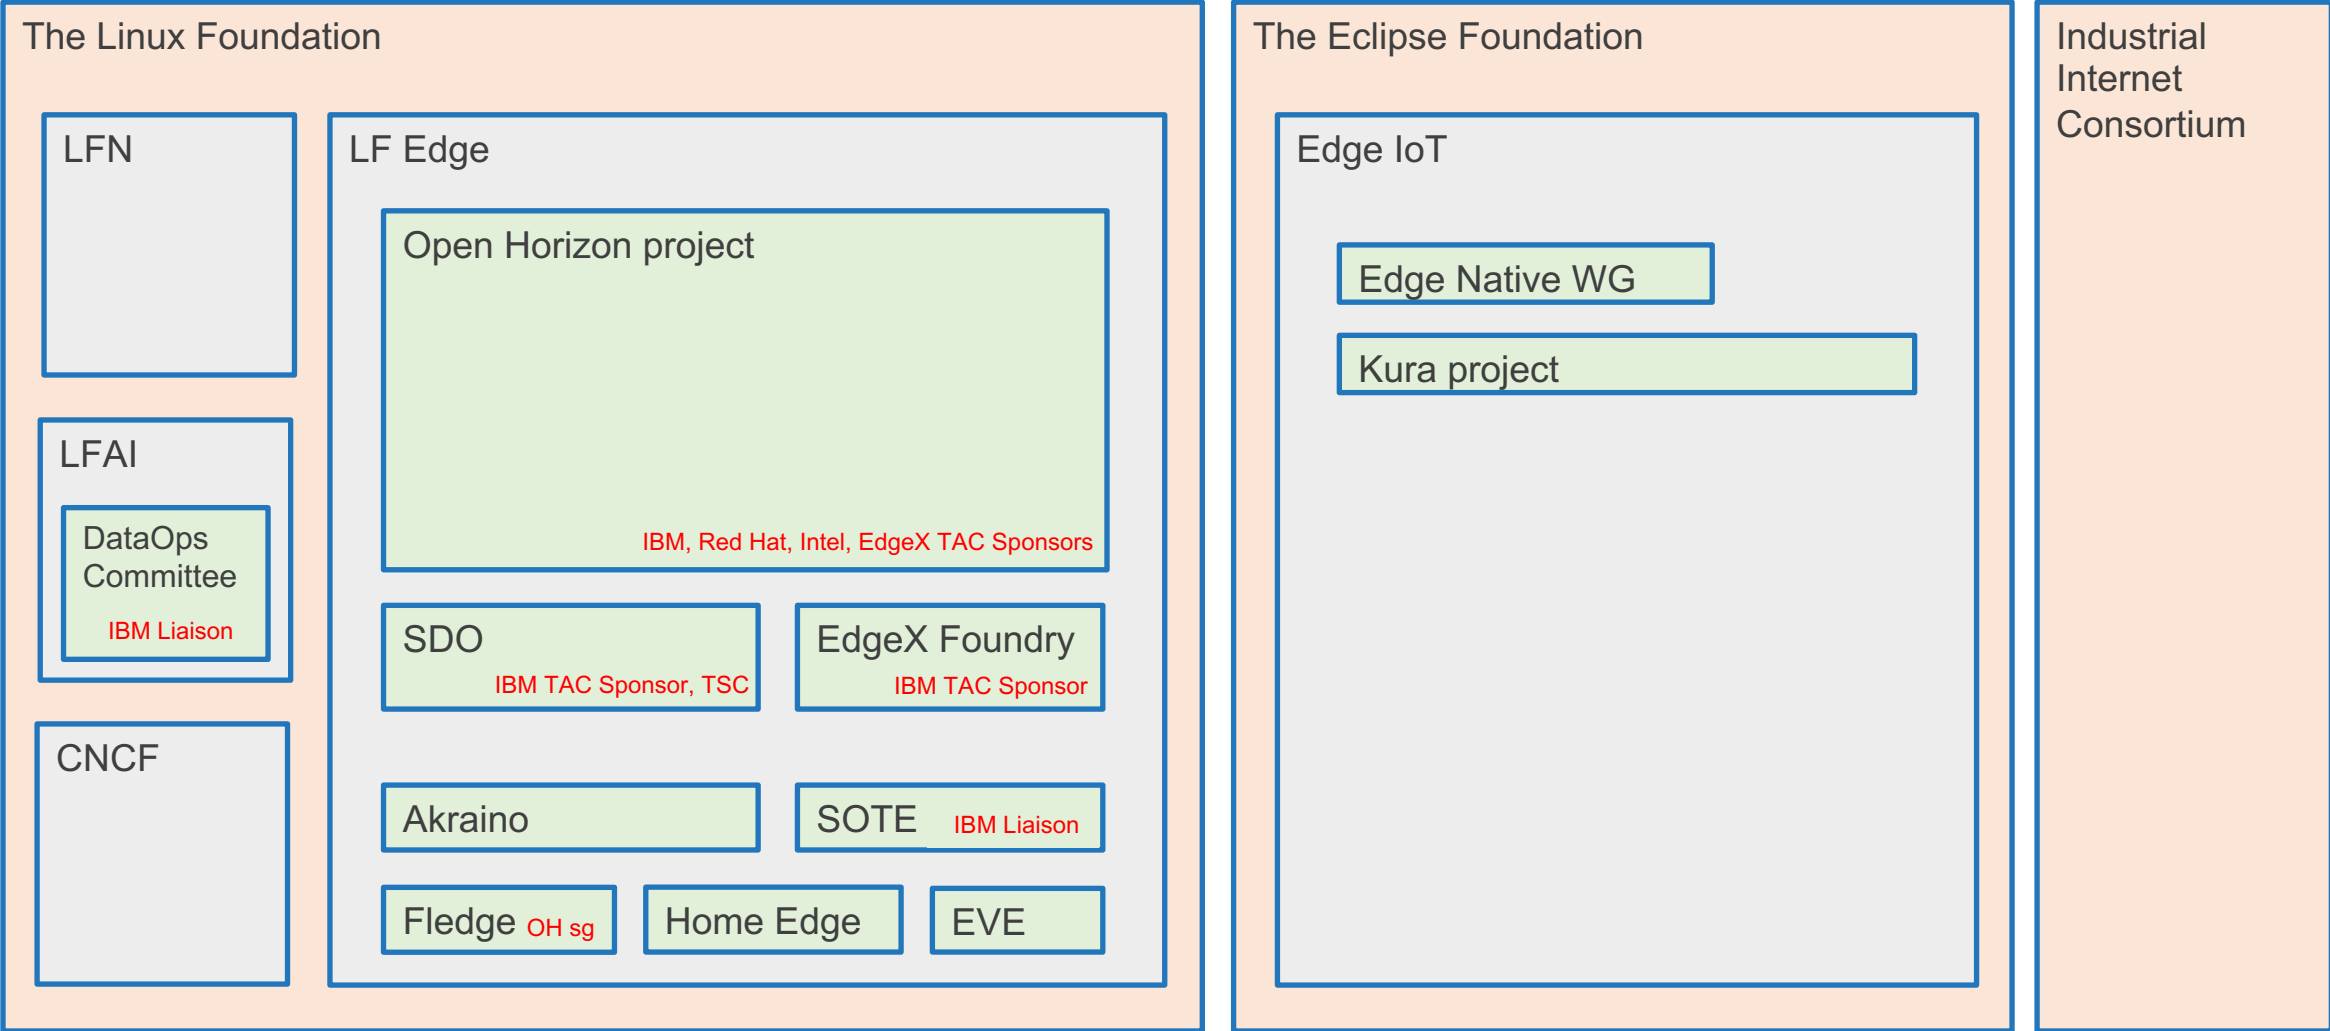 The Linux Foundation
LFN
LFAI
DataOps
Committee
IBM Liaison
CNCF
LF Edge
Open Horizon project
IBM, Red Hat, Intel, EdgeX TAC Sponsors
SDO
IBM TAC Sponsor, TSC
EdgeX Foundry
IBM TAC Sponsor
Akraino
SOTE IBM Liaison
Fledge OH sg
Home Edge
EVE
The Eclipse Foundation
Edge IoT
Edge Native WG
Kura project
Industrial
Internet
Consortium